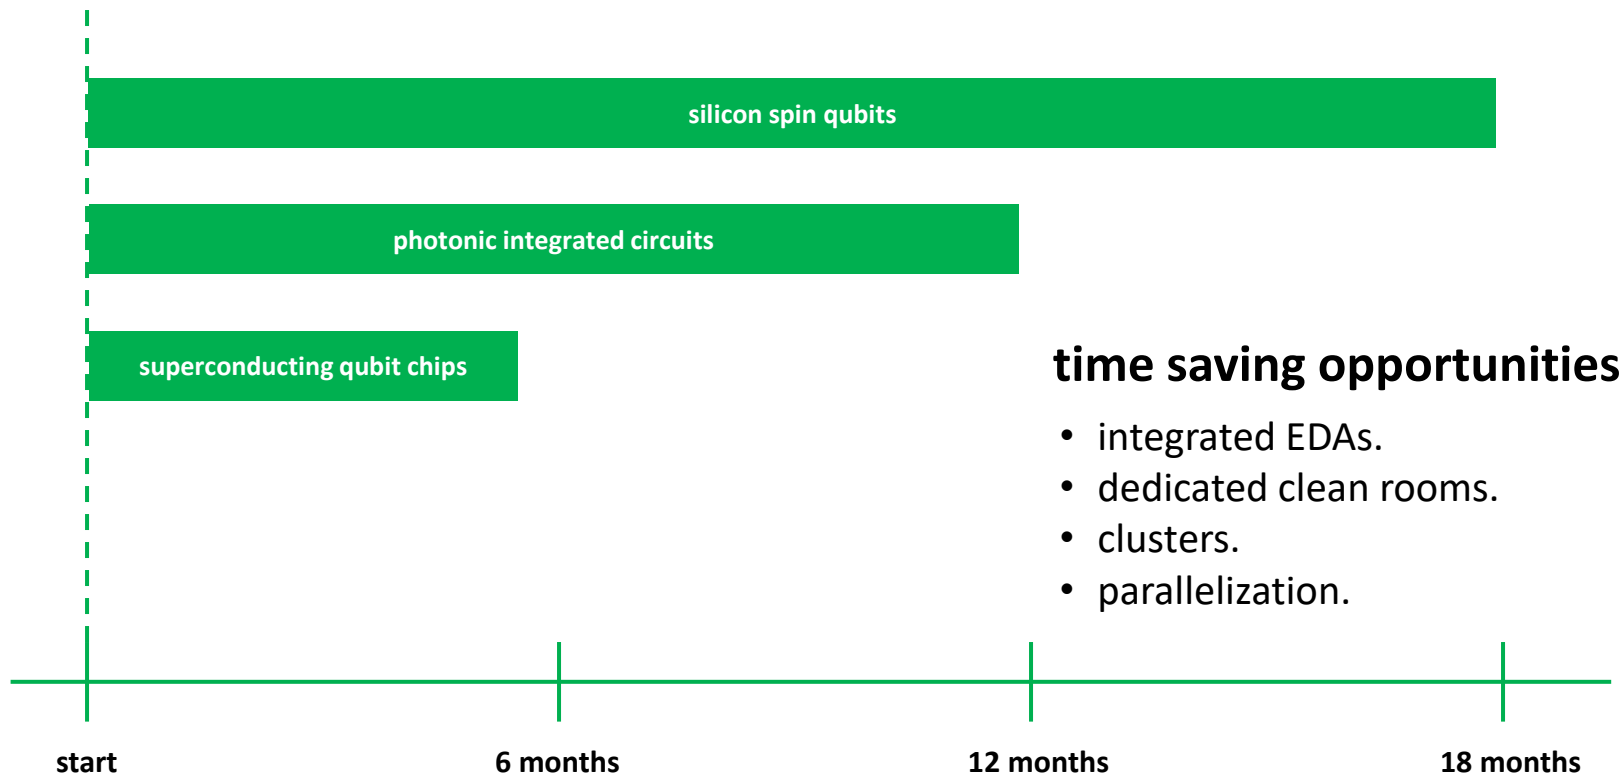 silicon spin qubits
photonic integrated circuits
superconducting qubit chips
time saving opportunities
• integrated EDAs.
• dedicated clean rooms.
• clusters.
• parallelization.
start
6 months
12 months
18 months